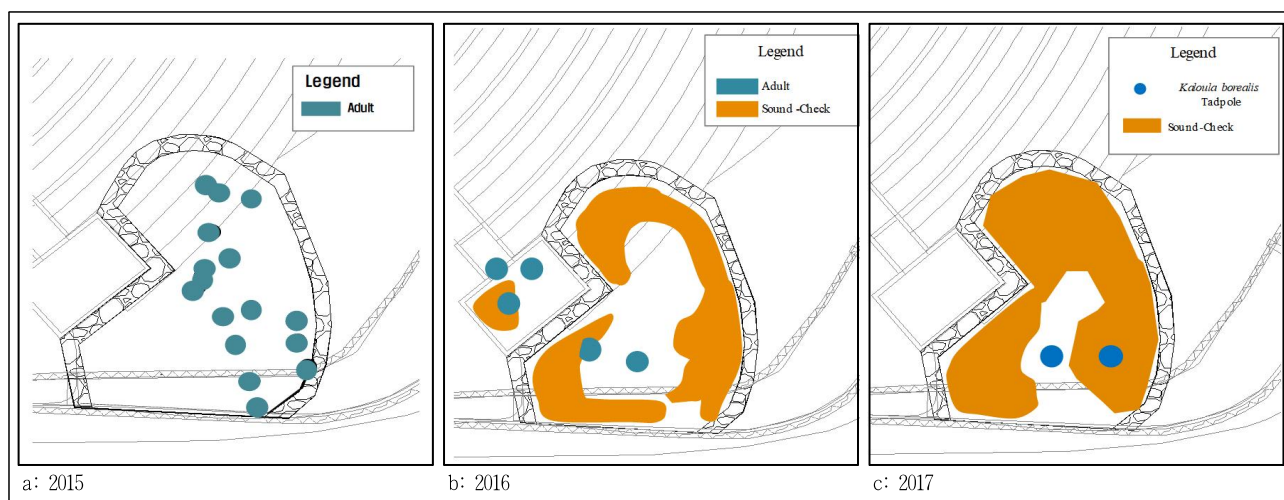 Legend
Adult
Legend
Adult
Sound -Check
Legend
Kaloula borealis
Tadpole
Sound-Check
a: 2015
b: 2016
c: 2017